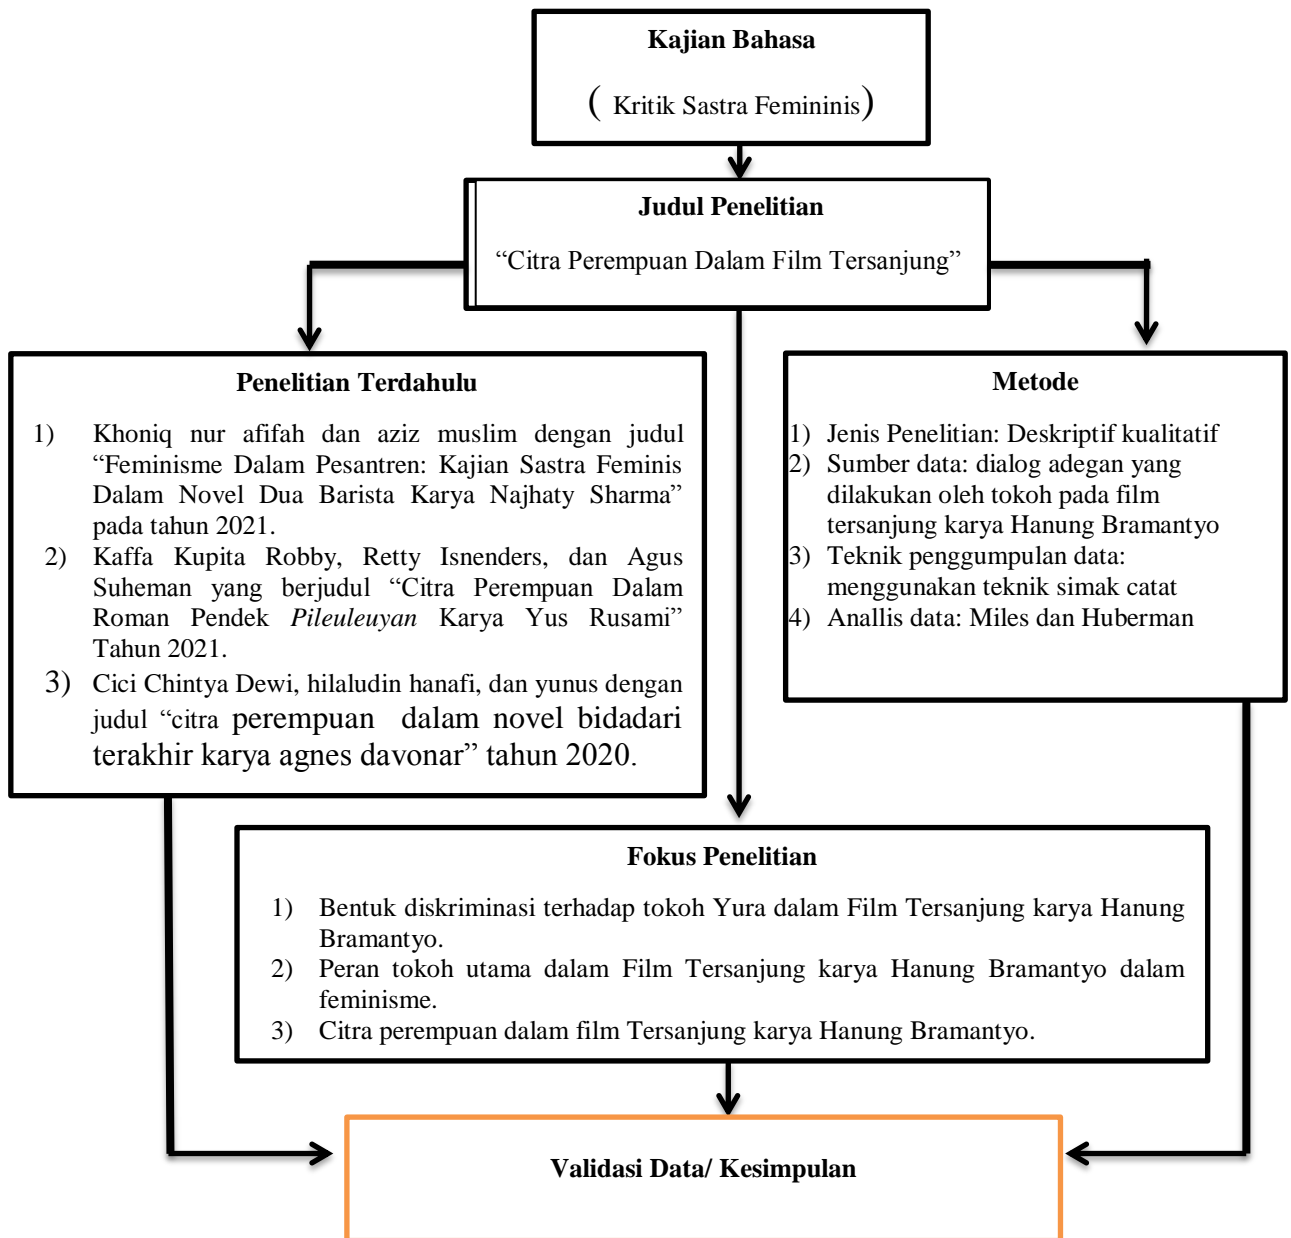 Kajian Bahasa
( Kritik Sastra Femininis)
Judul Penelitian
“Citra Perempuan Dalam Film Tersanjung”
Penelitian Terdahulu
1) Khoniq nur afifah dan aziz muslim dengan judul
“Feminisme Dalam Pesantren: Kajian Sastra Feminis
Dalam Novel Dua Barista Karya Najhaty Sharma”
pada tahun 2021.
2) Kaffa Kupita Robby, Retty Isnenders, dan Agus
Suheman yang berjudul “Citra Perempuan Dalam
Roman Pendek Pileuleuyan Karya Yus Rusami”
Tahun 2021.
3) Cici Chintya Dewi, hilaludin hanafi, dan yunus dengan
judul “citra perempuan dalam novel bidadari
terakhir karya agnes davonar” tahun 2020.
Metode
1) Jenis Penelitian: Deskriptif kualitatif
2) Sumber data: dialog adegan yang
dilakukan oleh tokoh pada film
tersanjung karya Hanung Bramantyo
3) Teknik penggumpulan data:
menggunakan teknik simak catat
4) Anallis data: Miles dan Huberman
Fokus Penelitian
1) Bentuk diskriminasi terhadap tokoh Yura dalam Film Tersanjung karya Hanung
Bramantyo.
2) Peran tokoh utama dalam Film Tersanjung karya Hanung Bramantyo dalam
feminisme.
3) Citra perempuan dalam film Tersanjung karya Hanung Bramantyo.
Validasi Data/ Kesimpulan